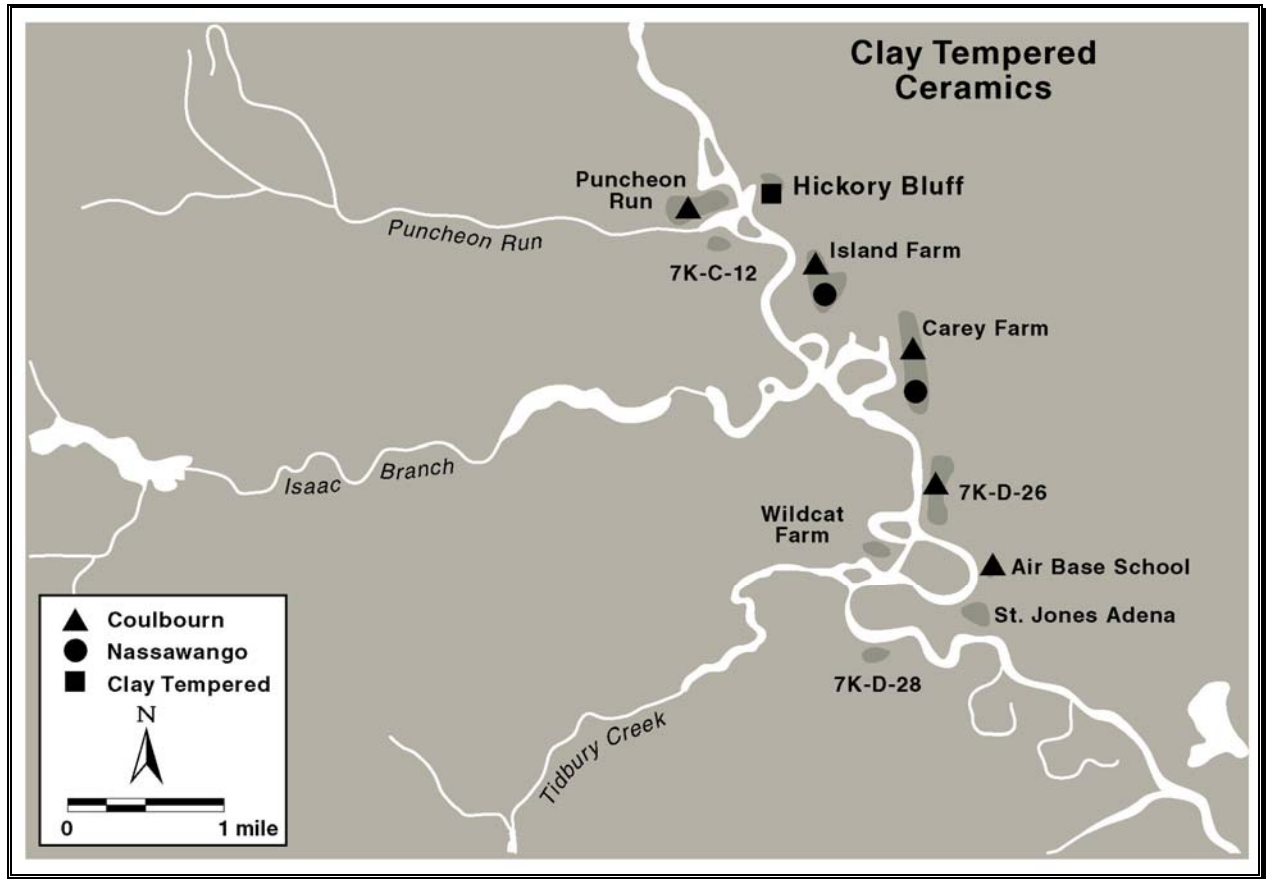 Clay Tempered
Ceramics
Puncheon
Run
Hickory Bluff
Puncheon Run
Island Farm
7K-C-12
Carey Farm
Isaac Branch
7K-D-26
Wildcat
Farm
Air Base School
St. Jones Adena
7K-D-28
Tidbury Creek
Coulbourn
Nassawango
Clay Tempered
N
0 1 mile